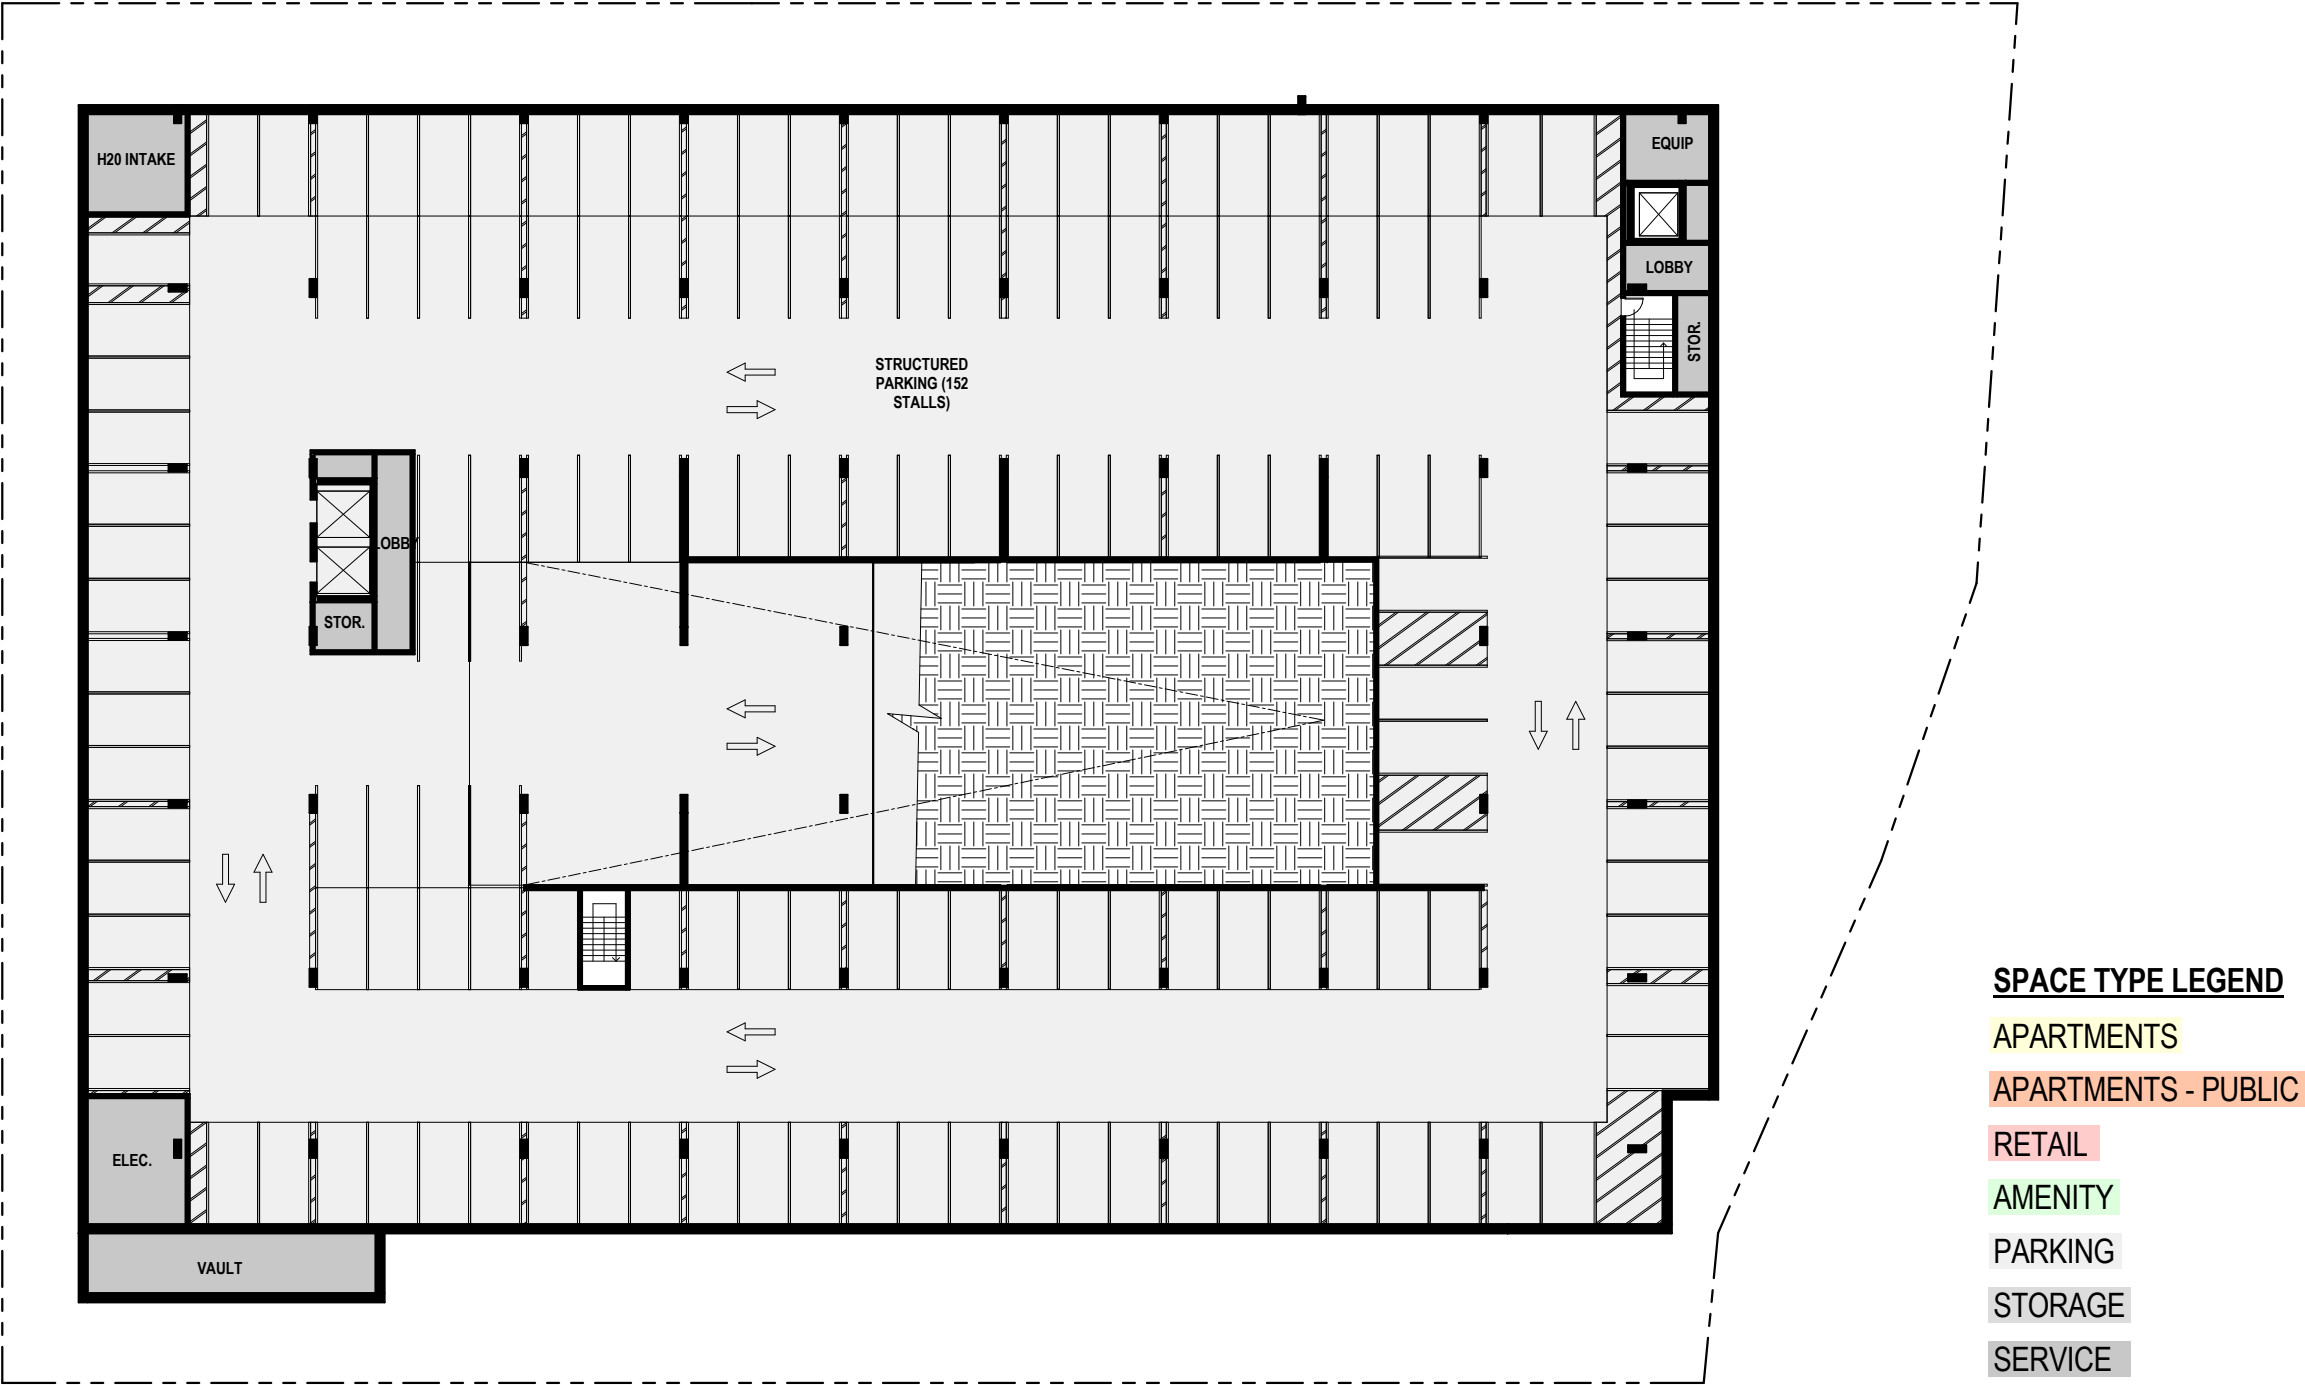 H20 INTAKE
EQUIP
LOBBY
STOR.
STRUCTURED
PARKING (152
STALLS)
LOBBY
STOR.
ELEC.
VAULT
SPACE TYPE LEGEND
APARTMENTS
APARTMENTS - PUBLIC
RETAIL
AMENITY
PARKING
STORAGE
SERVICE